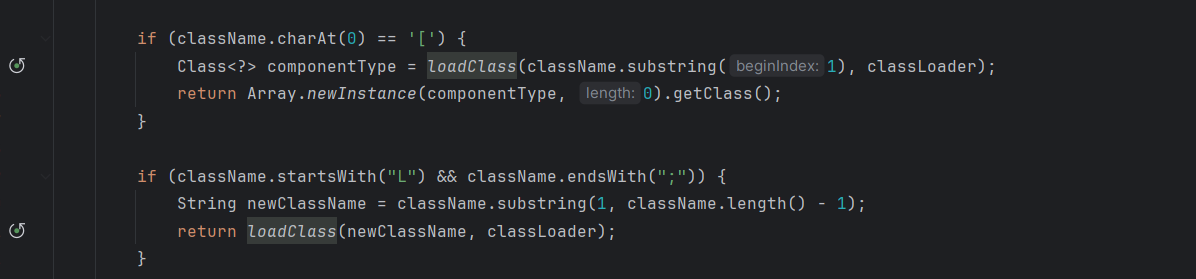 if (className.charAt(0) == '[') {
Class<?> componentType = loadClass(className.substring( beginIndex: 1), classLoader);
return Array.newInstance(componentType, length: 0).getClass();
}
if (className.startsWith("L") && className.endsWith(";")) {
String newClassName = className.substring(1, className.length() - 1);
return loadClass(newClassName, classLoader);
}